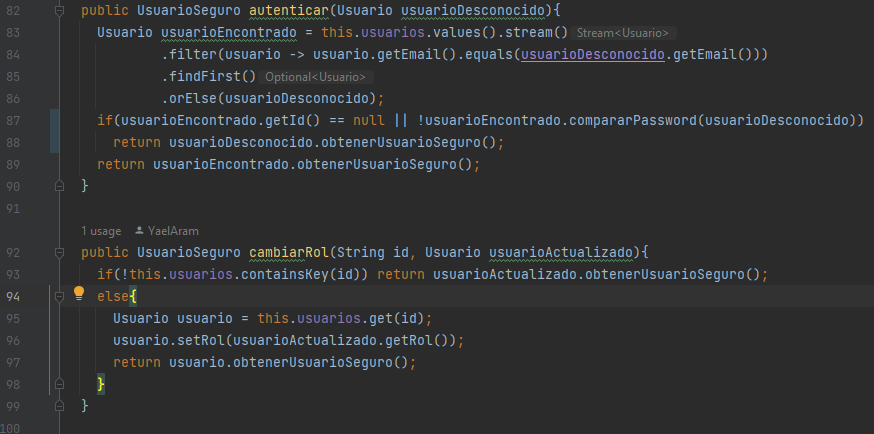 82 public UsuarioSeguro autenticar(Usuario usuarioDesconocido){
83 Usuario usuarioEncontrado = this.usuarios.values().stream() Stream<Usuario>
84 .filter(usuario -> usuario.getEmail().equals(usuarioDesconocido.getEmail()))
85 .findFirst() Optional<Usuario>
86 .orElse(usuarioDesconocido);
87 if(usuarioEncontrado.getId() == null || !usuarioEncontrado.compararPassword(usuarioDesconocido))
88 return usuarioDesconocido.obtenerUsuarioSeguro();
89 return usuarioEncontrado.obtenerUsuarioSeguro();
90 }
91
1 usage YaelAram
92 public UsuarioSeguro cambiarRol(String id, Usuario usuarioActualizado){
93 if(!this.usuarios.containsKey(id)) return usuarioActualizado.obtenerUsuarioSeguro();
94 else{
95 Usuario usuario = this.usuarios.get(id);
96 usuario.setRol(usuarioActualizado.getRol());
97 return usuario.obtenerUsuarioSeguro();
98 }
99 }
100